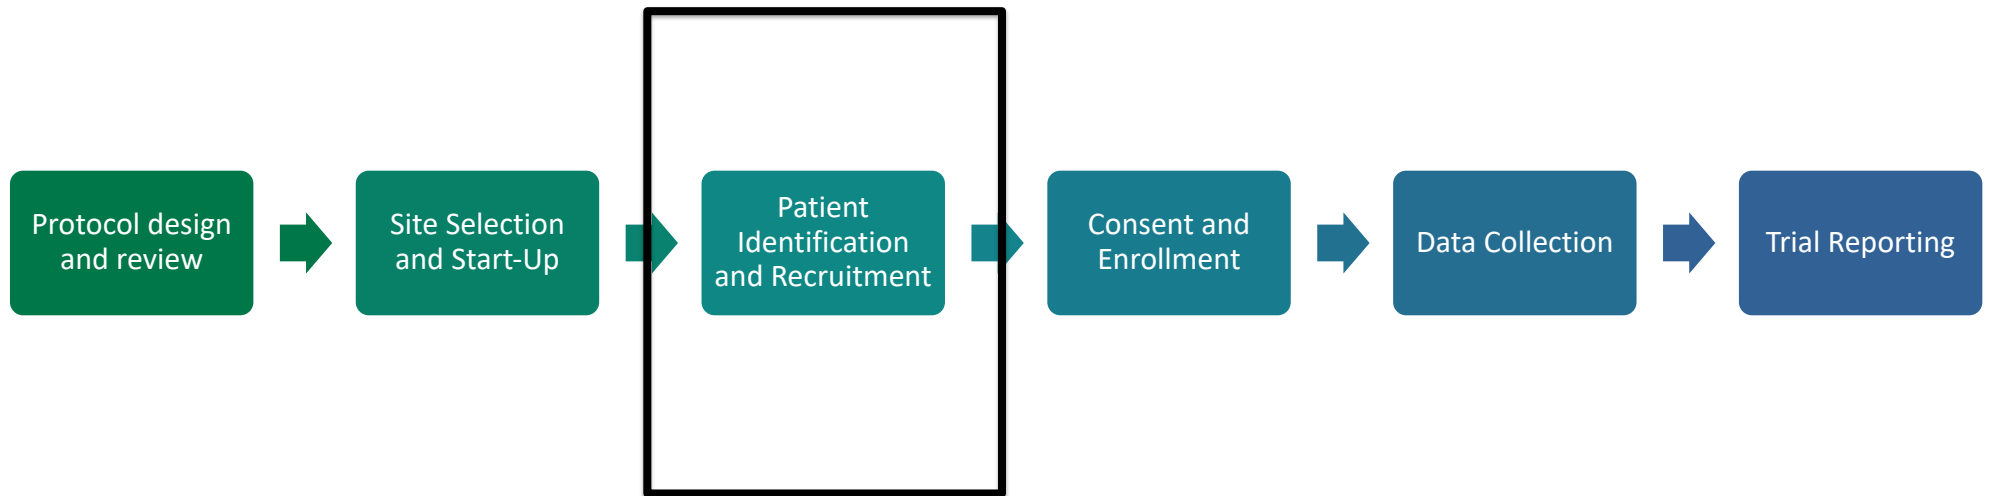 Protocol design
and review
Site Selection
and Start-Up
Patient
Identification
and Recruitment
Consent and
Enrollment
Data Collection
Trial Reporting